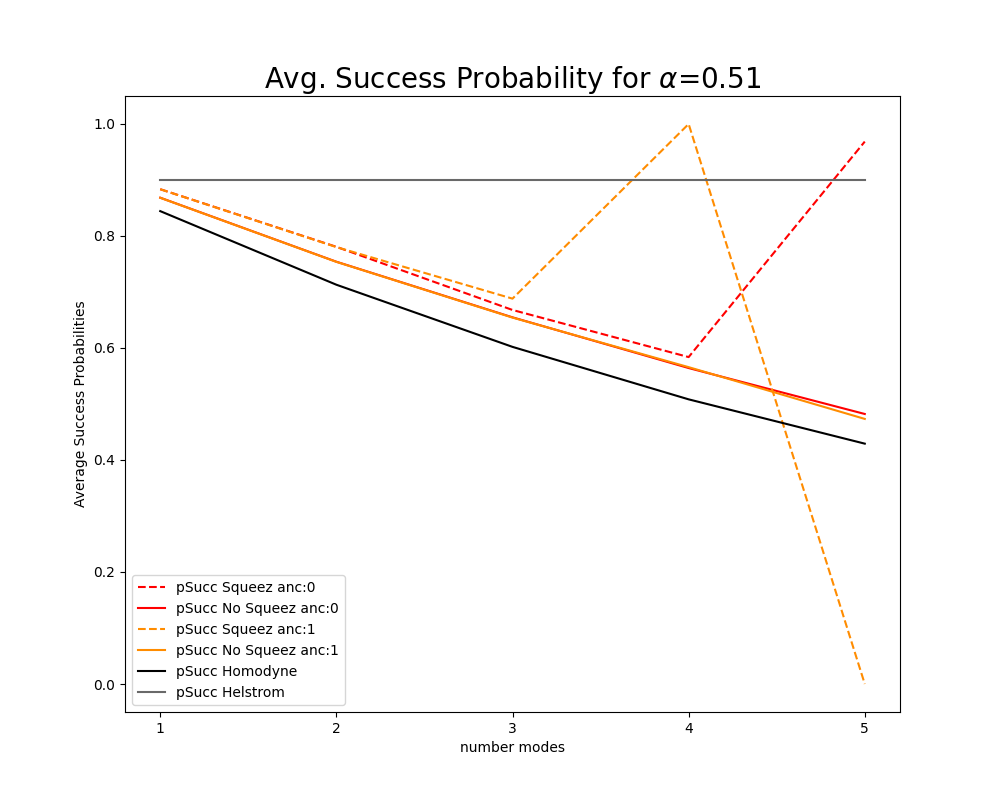 Avg. Success Probability for α=0.51
Average Success Probabilities
1.0
0.8
0.6
0.4
0.2
0.0
pSucc Squeez anc:0
pSucc No Squeez anc:0
pSucc Squeez anc:1
pSucc No Squeez anc:1
pSucc Homodyne
pSucc Helstrom
1 2 3 4 5
number modes